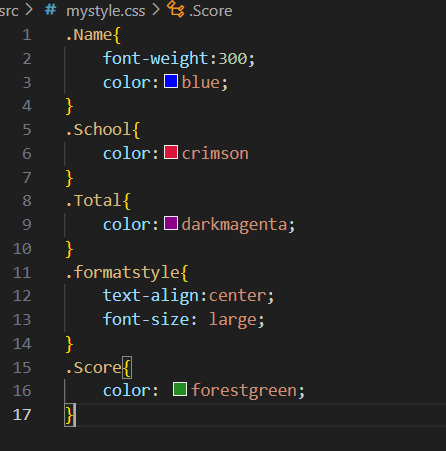 src > # mystyle.css > .Score
1 .Name{
2 font-weight:300;
3 color:blue;
4 }
5 .School{
6 color:crimson
7 }
8 .Total{
9 color:darkmagenta;
10 }
11 .formatstyle{
12 text-align:center;
13 font-size: large;
14 }
15 .Score{
16 color: forestgreen;
17 }